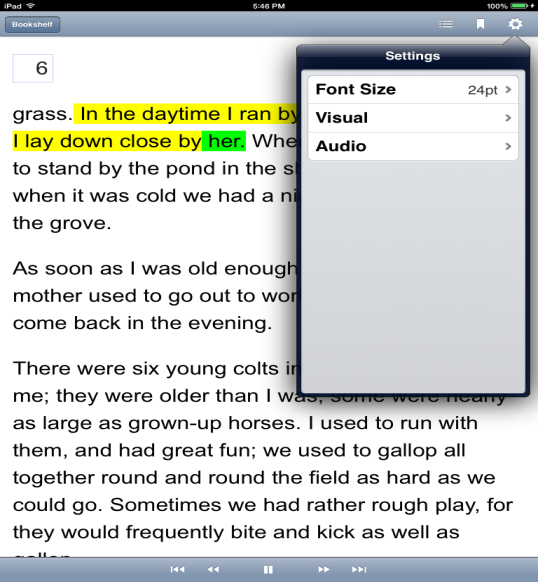 iPad 5:46 PM 100%
Bookshelf
Settings
Font Size 24pt
Visual
Audio
6
grass. In the daytime I ran by
I lay down close by her. Whe
to stand by the pond in the s
when it was cold we had a ni
the grove.
As soon as I was old enough
mother used to go out to wor
come back in the evening.
There were six young colts in
me; they were older than I was; some were nearly
as large as grown-up horses. I used to run with
them, and had great fun; we used to gallop all
together round and round the field as hard as we
could go. Sometimes we had rather rough play, for
they would frequently bite and kick as well as
gallop.